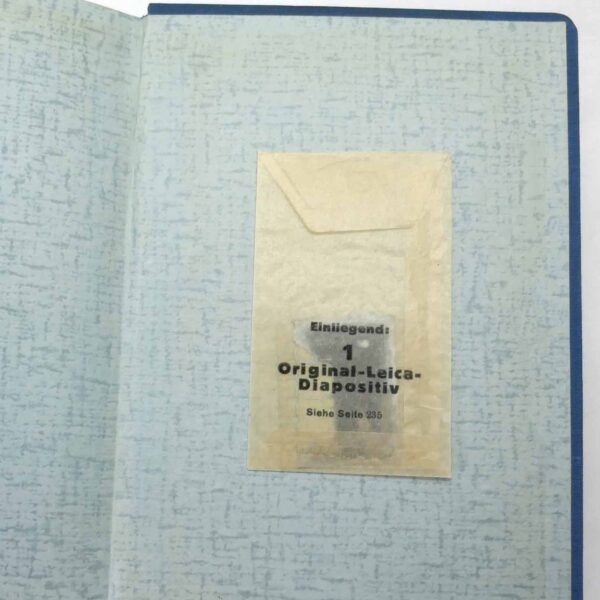 Einliegend:
1
Original-Leica-
Diapositiv
Siehe Seite 235